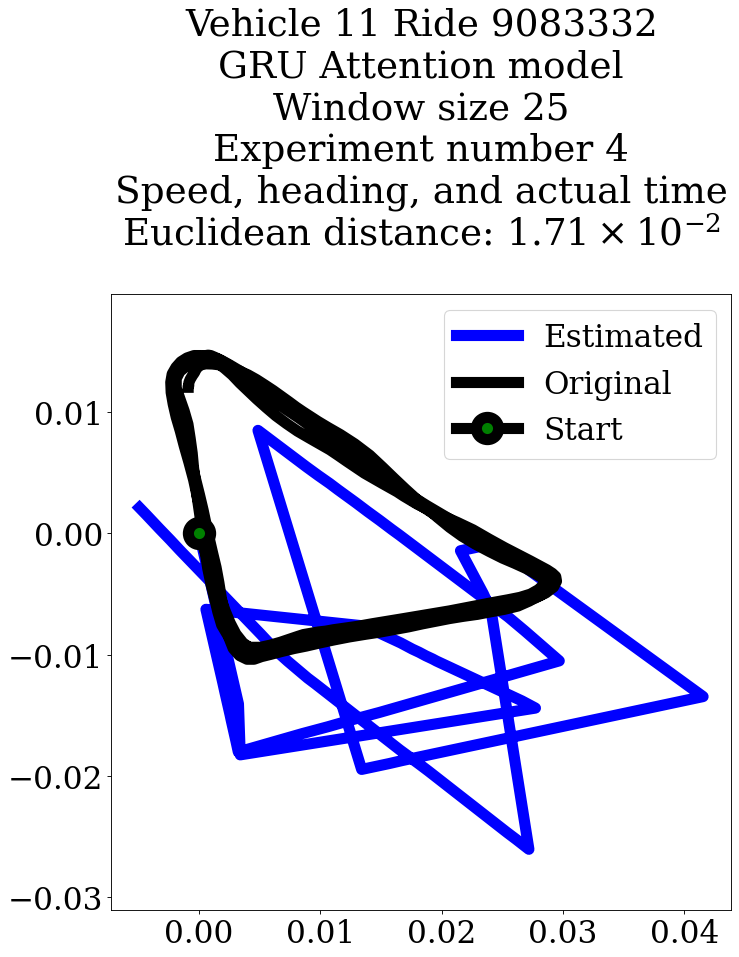 Vehicle 11 Ride 9083332
GRU Attention model
Window size 25
Experiment number 4
Speed, heading, and actual time
Euclidean distance: 1.71 × 10⁻²
Estimated
Original
Start
0.01
0.00
−0.01
−0.02
−0.03
0.00 0.01 0.02 0.03 0.04